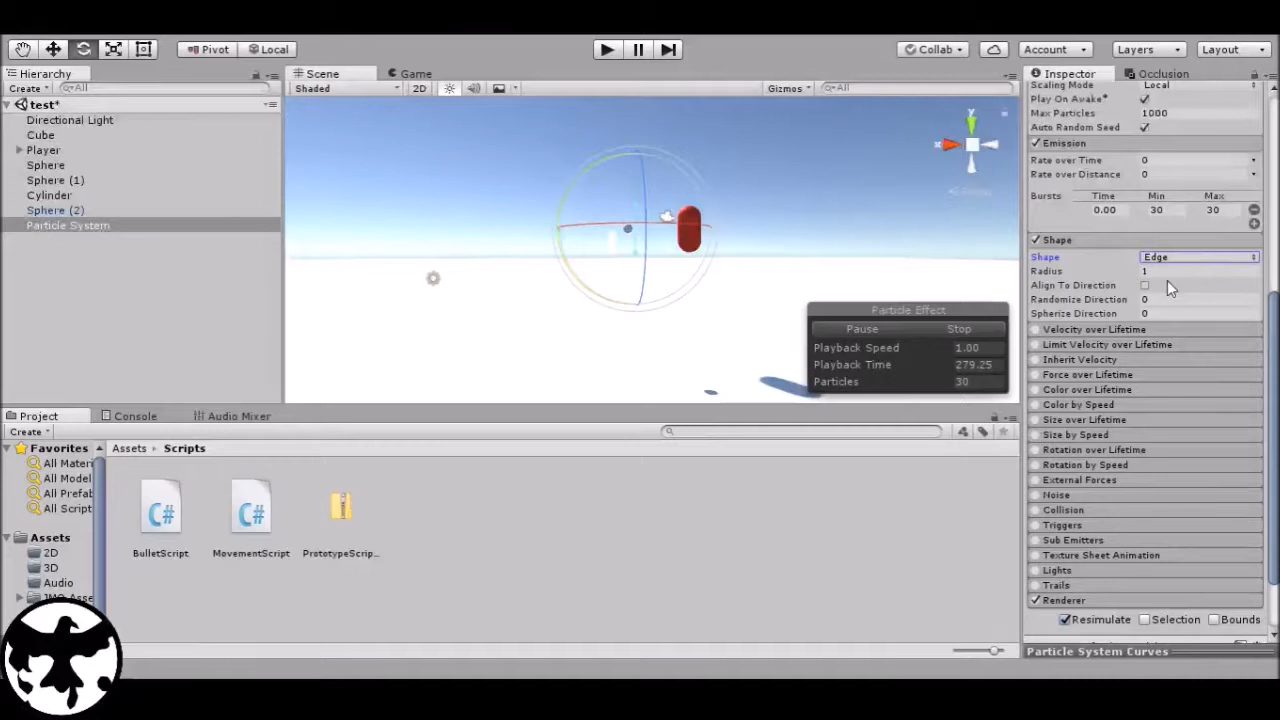 Pivot Local Collab Account Layers Layout
Hierarchy Scene Game Inspector Occlusion
Create All Shaded 2D Gizmos All
test*
Directional Light
Cube
Player
Sphere
Sphere (1)
Cylinder
Sphere (2)
Particle System
y
x
Particle Effect
Pause Stop
Playback Speed 1.00
Playback Time 279.25
Particles 30
Scaling Mode Local
Play On Awake*
Max Particles 1000
Auto Random Seed
Emission
Rate over Time 0
Rate over Distance 0
Bursts Time Min Max
0.00 30 30
Shape
Shape Edge
Radius 1
Align To Direction
Randomize Direction 0
Spherize Direction 0
Velocity over Lifetime
Limit Velocity over Lifetime
Inherit Velocity
Force over Lifetime
Color over Lifetime
Color by Speed
Size over Lifetime
Size by Speed
Rotation over Lifetime
Rotation by Speed
External Forces
Noise
Collision
Triggers
Sub Emitters
Texture Sheet Animation
Lights
Trails
Renderer
Resimulate Selection Bounds
Particle System Curves
Project Console Audio Mixer
Create
Favorites
All Mater
All Model
All Prefab
All Script
Assets
2D
3D
Audio
Assets Scripts
C# C#
BulletScript MovementScript PrototypeScrip...